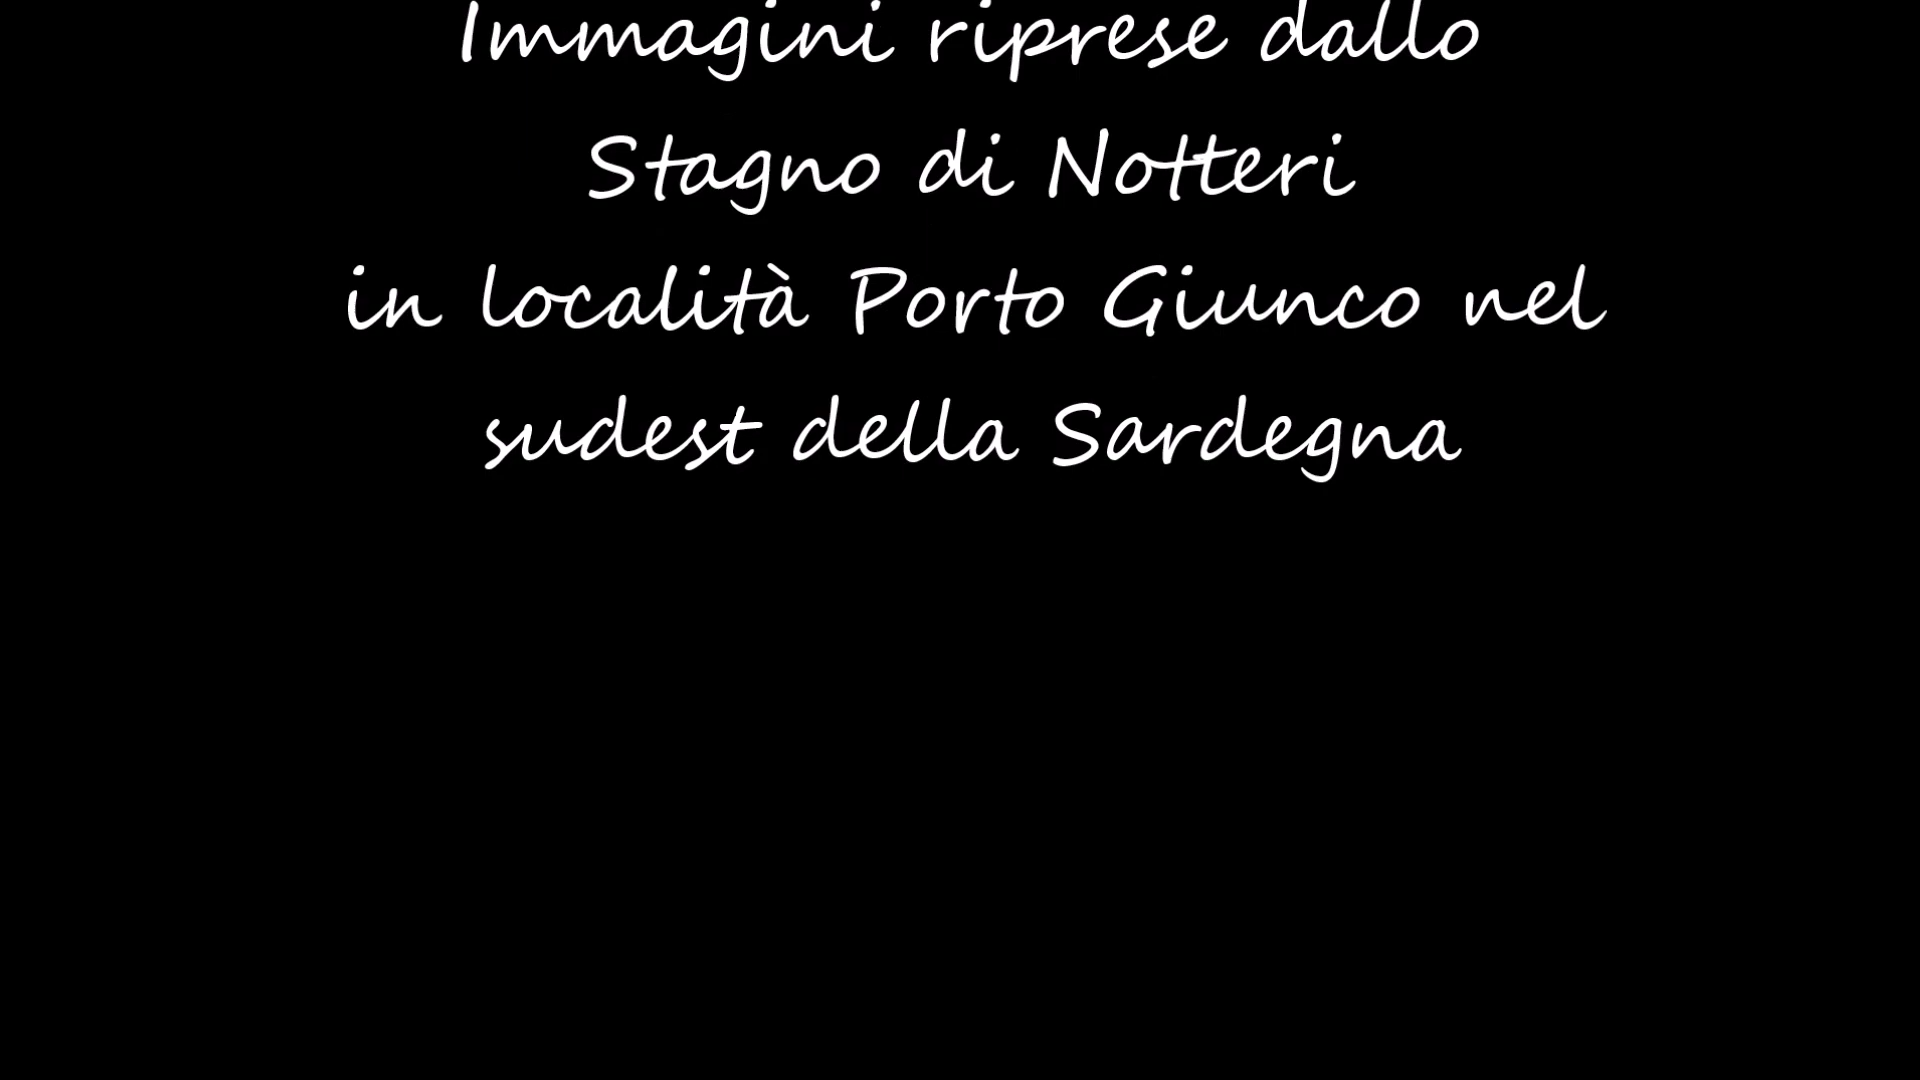 Immagini riprese dallo
Stagno di Notteri
in località Porto Giunco nel
sudest della Sardegna